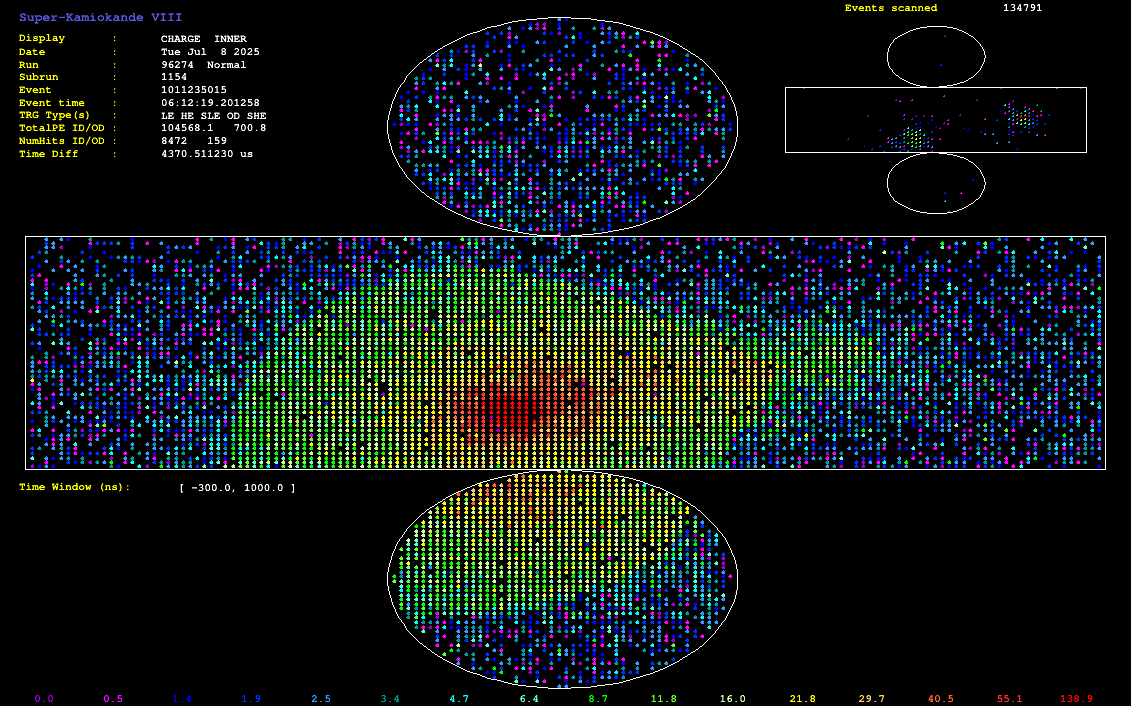 Super-Kamiokande VIII
Display : CHARGE INNER
Date : Tue Jul 8 2025
Run : 96274 Normal
Subrun : 1154
Event : 1011235015
Event time : 06:12:19.201258
TRG Type(s) : LE HE SLE OD SHE
TotalPE ID/OD : 104568.1 700.8
NumHits ID/OD : 8472 159
Time Diff : 4370.511230 us
Events scanned 134791
Time Window (ns): [ -300.0, 1000.0 ]
0.0 0.5 1.4 1.9 2.5 3.4 4.7 6.4 8.7 11.8 16.0 21.8 29.7 40.5 55.1 138.9